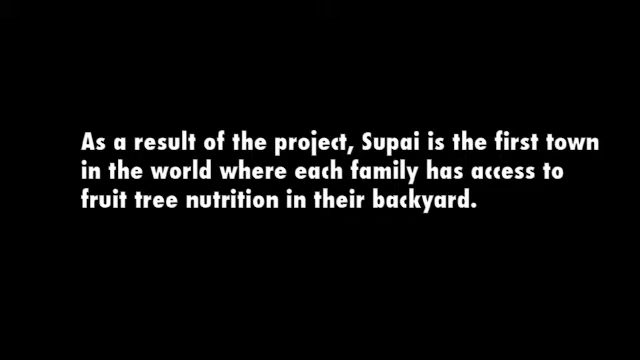 As a result of the project, Supai is the first town
in the world where each family has access to
fruit tree nutrition in their backyard.